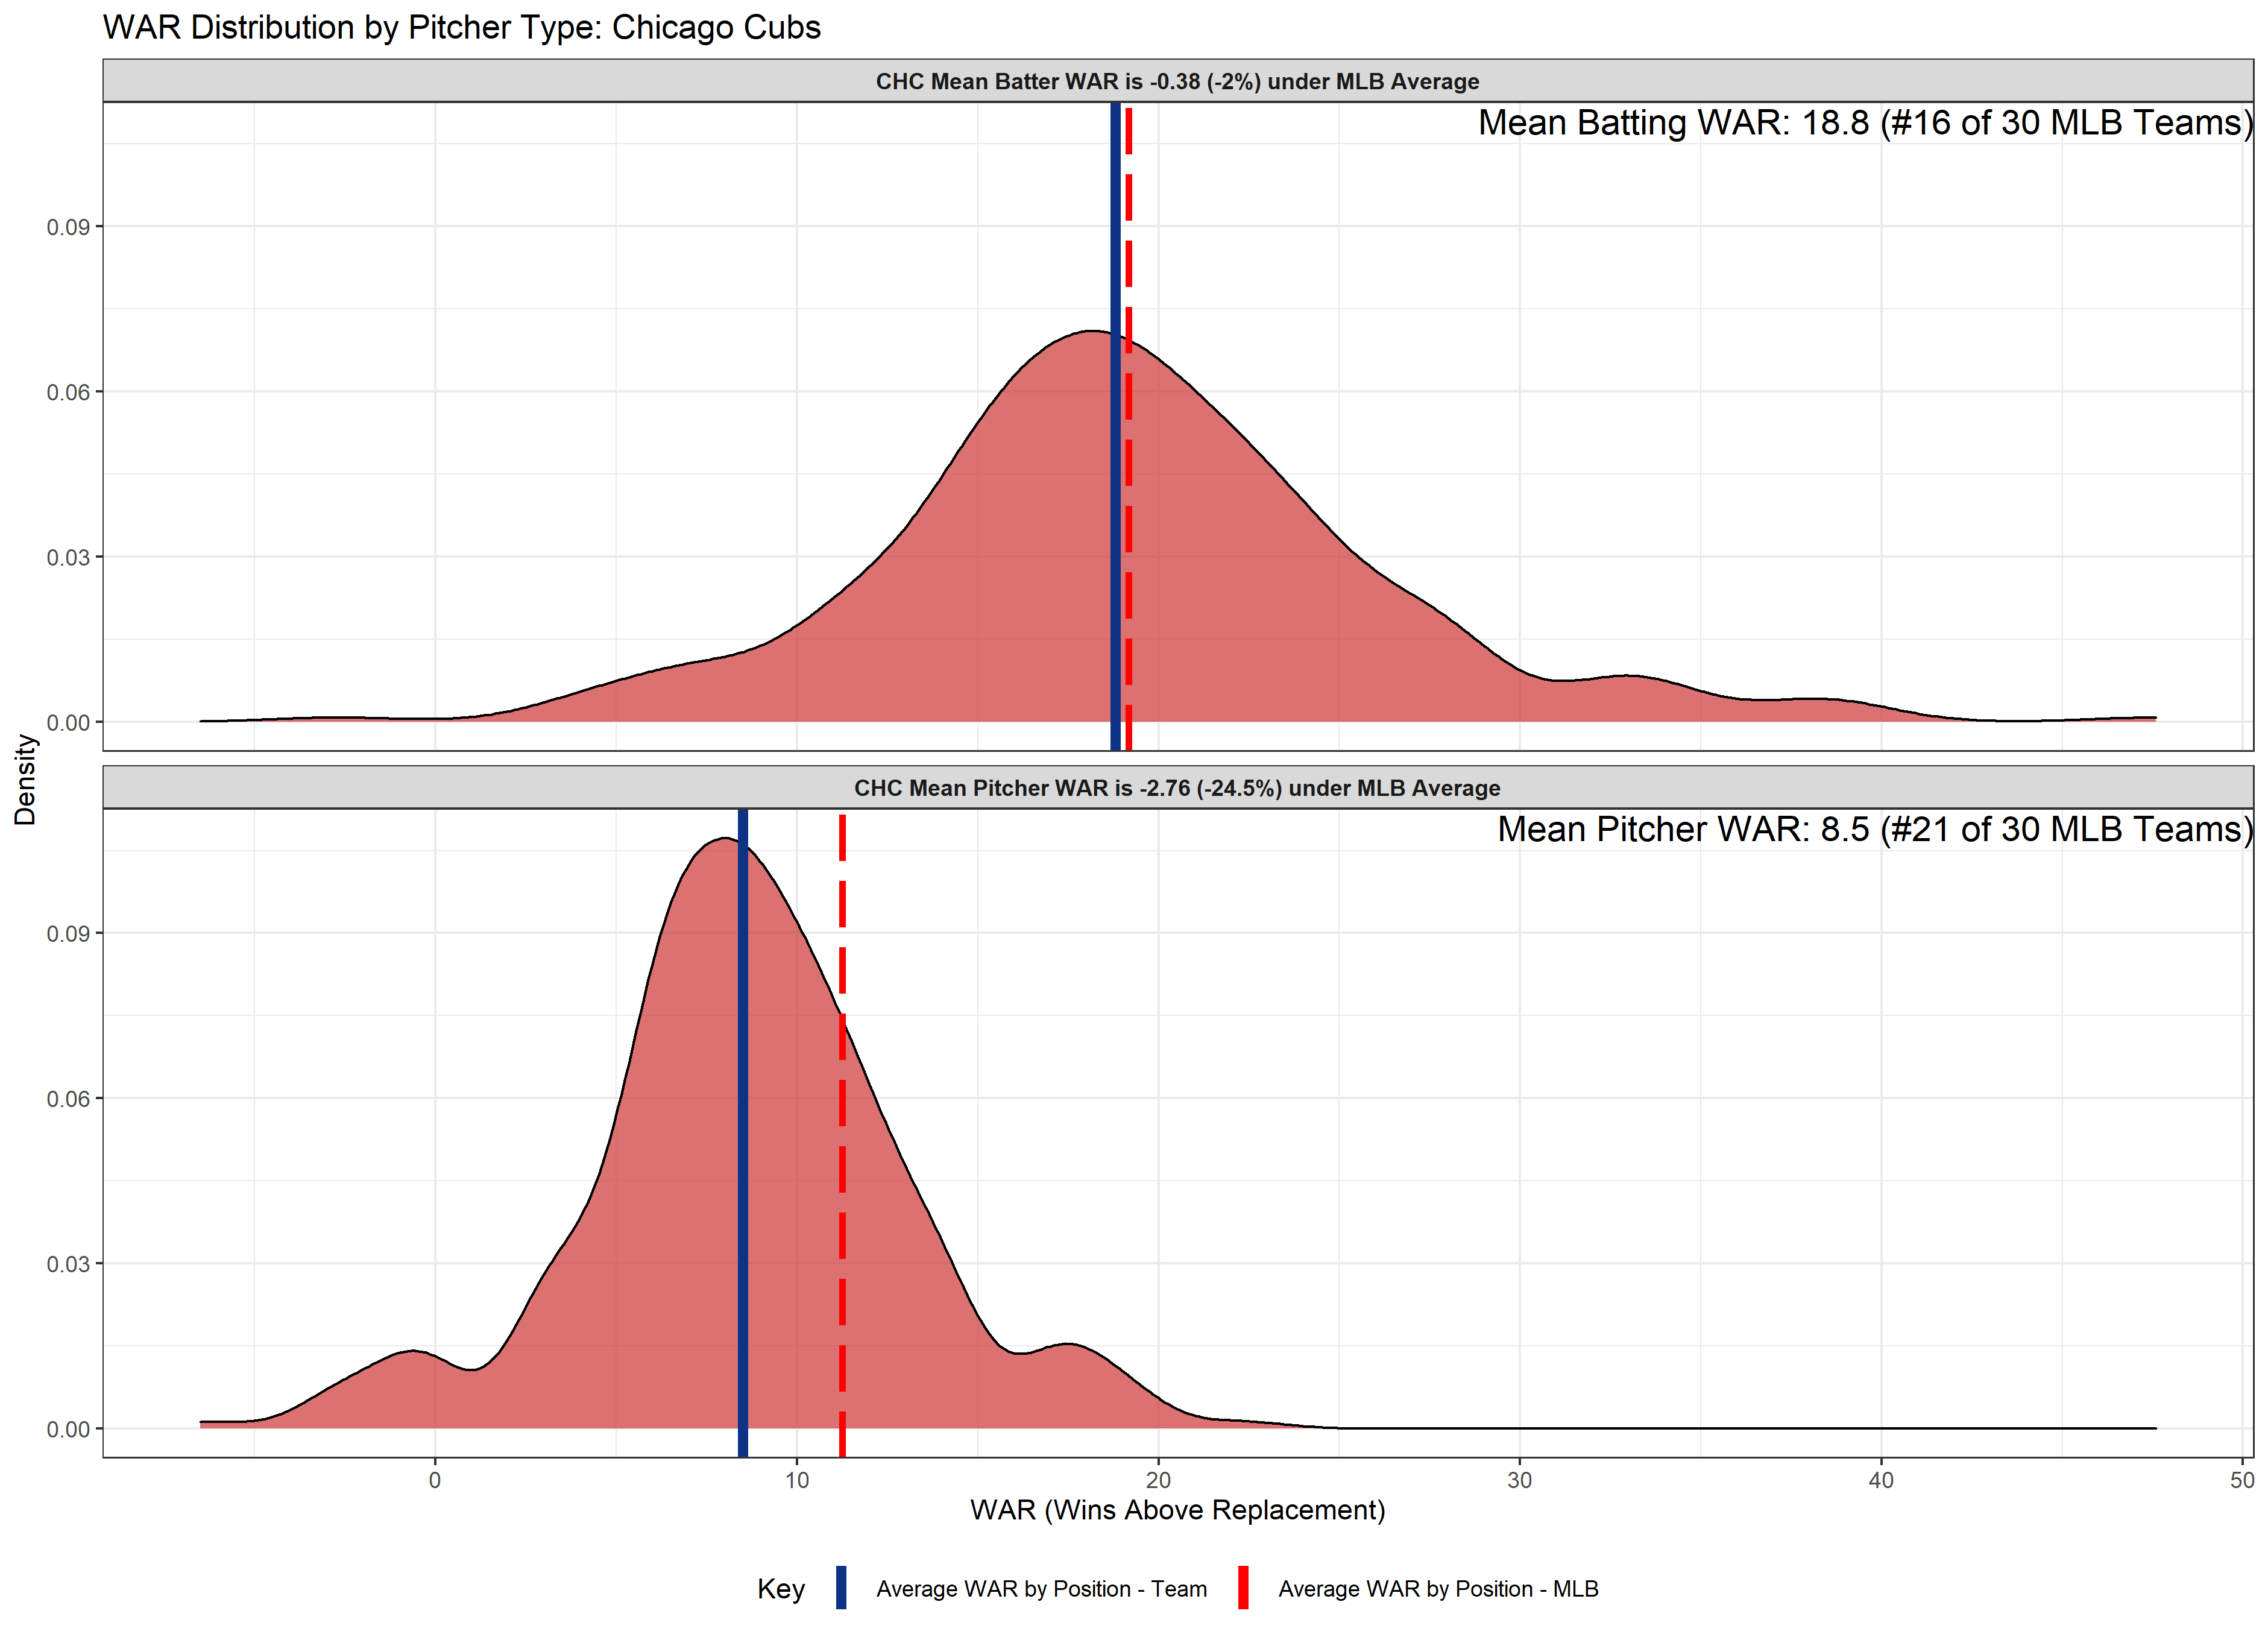 WAR Distribution by Pitcher Type: Chicago Cubs
CHC Mean Batter WAR is -0.38 (-2%) under MLB Average
Mean Batting WAR: 18.8 (#16 of 30 MLB Teams)
0.09
0.06
0.03
0.00
Density
CHC Mean Pitcher WAR is -2.76 (-24.5%) under MLB Average
Mean Pitcher WAR: 8.5 (#21 of 30 MLB Teams)
0.09
0.06
0.03
0.00
0 10 20 30 40 50
WAR (Wins Above Replacement)
Key Average WAR by Position - Team Average WAR by Position - MLB